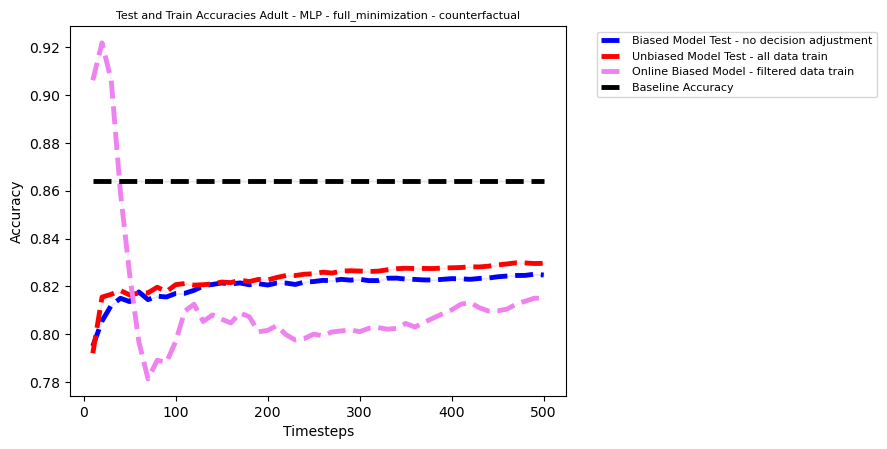 Test and Train Accuracies Adult - MLP - full_minimization - counterfactual
Accuracy
0.92
0.90
0.88
0.86
0.84
0.82
0.80
0.78
0
100
200
300
400
500
Timesteps
Biased Model Test - no decision adjustment
Unbiased Model Test - all data train
Online Biased Model - filtered data train
Baseline Accuracy